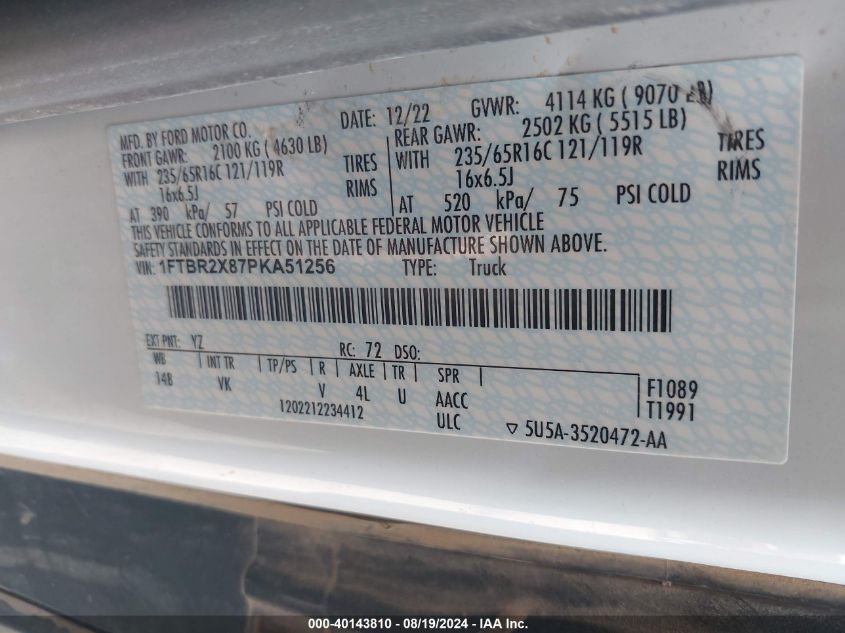 MFD. BY FORD MOTOR CO. DATE: 12/22 GVWR: 4114 KG ( 9070 LB)
FRONT GAWR: 2100 KG ( 4630 LB) REAR GAWR: 2502 KG ( 5515 LB)
WITH 235/65R16C 121/119R TIRES WITH 235/65R16C 121/119R TIRES
16x6.5J RIMS 16x6.5J RIMS
AT 390 kPa/ 57 PSI COLD AT 520 kPa/ 75 PSI COLD
THIS VEHICLE CONFORMS TO ALL APPLICABLE FEDERAL MOTOR VEHICLE
SAFETY STANDARDS IN EFFECT ON THE DATE OF MANUFACTURE SHOWN ABOVE.
VIN: 1FTBR2X87PKA51256 TYPE: Truck
EXT PNT: YZ RC: 72 DSO:
WB INT TR TP/PS R AXLE TR SPR
14B VK V 4L U AACC F1089
1202212234412 ULC T1991
5U5A-3520472-AA
000-40143810 - 08/19/2024 - IAA Inc.